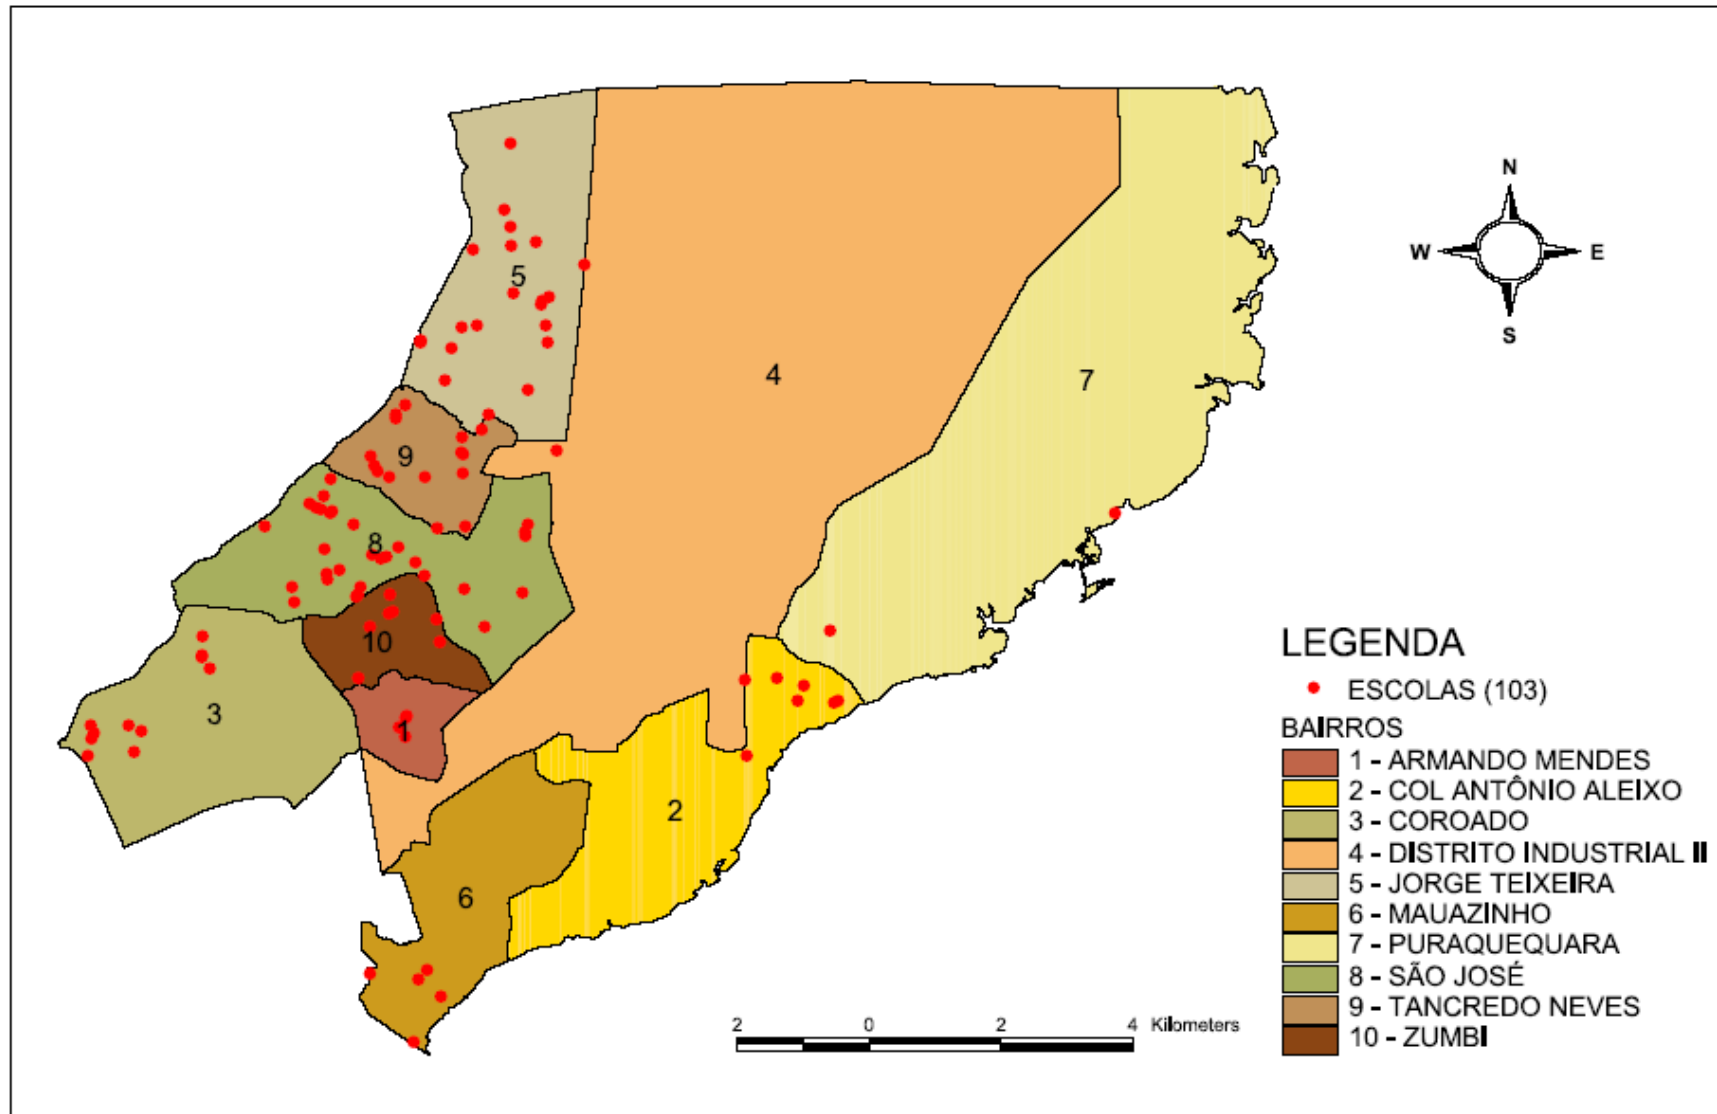 N
W E
S
5
4
7
9
8
10
3
1
2
6
2 0 2 4 Kilometers
LEGENDA
ESCOLAS (103)
BAIRROS
1 - ARMANDO MENDES
2 - COL ANTÔNIO ALEIXO
3 - COROADO
4 - DISTRITO INDUSTRIAL II
5 - JORGE TEIXEIRA
6 - MAUAZINHO
7 - PURAQUEQUARA
8 - SÃO JOSÉ
9 - TANCREDO NEVES
10 - ZUMBI